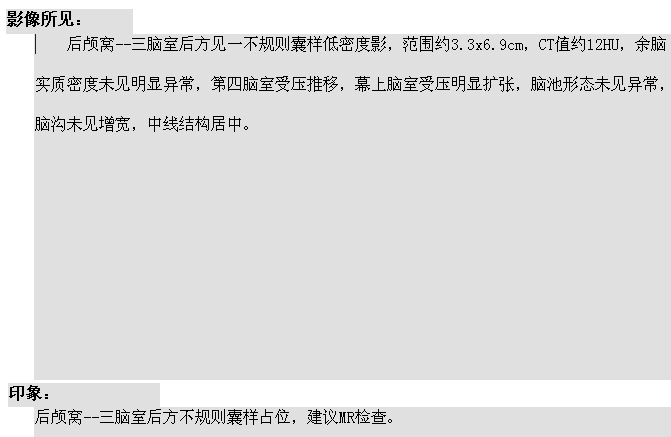 影像所见：
后颅窝--三脑室后方见一不规则囊样低密度影，范围约3.3x6.9cm，CT值约12HU，余脑
实质密度未见明显异常，第四脑室受压推移，幕上脑室受压明显扩张，脑池形态未见异常，
脑沟未见增宽，中线结构居中。
印象：
后颅窝--三脑室后方不规则囊样占位，建议MR检查。